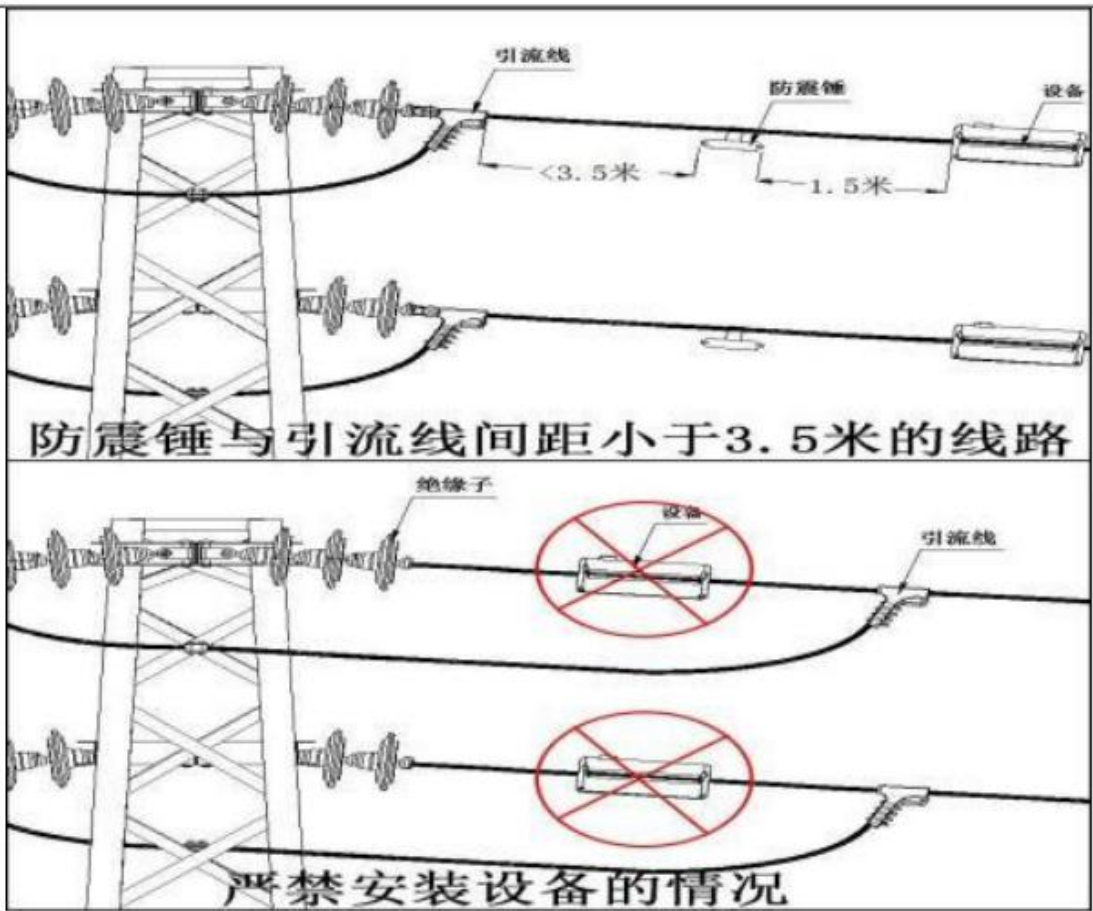 引流线
防震锤
设备
<3.5米
1.5米
防震锤与引流线间距小于3.5米的线路
绝缘子
设备
引流线
严禁安装设备的情况